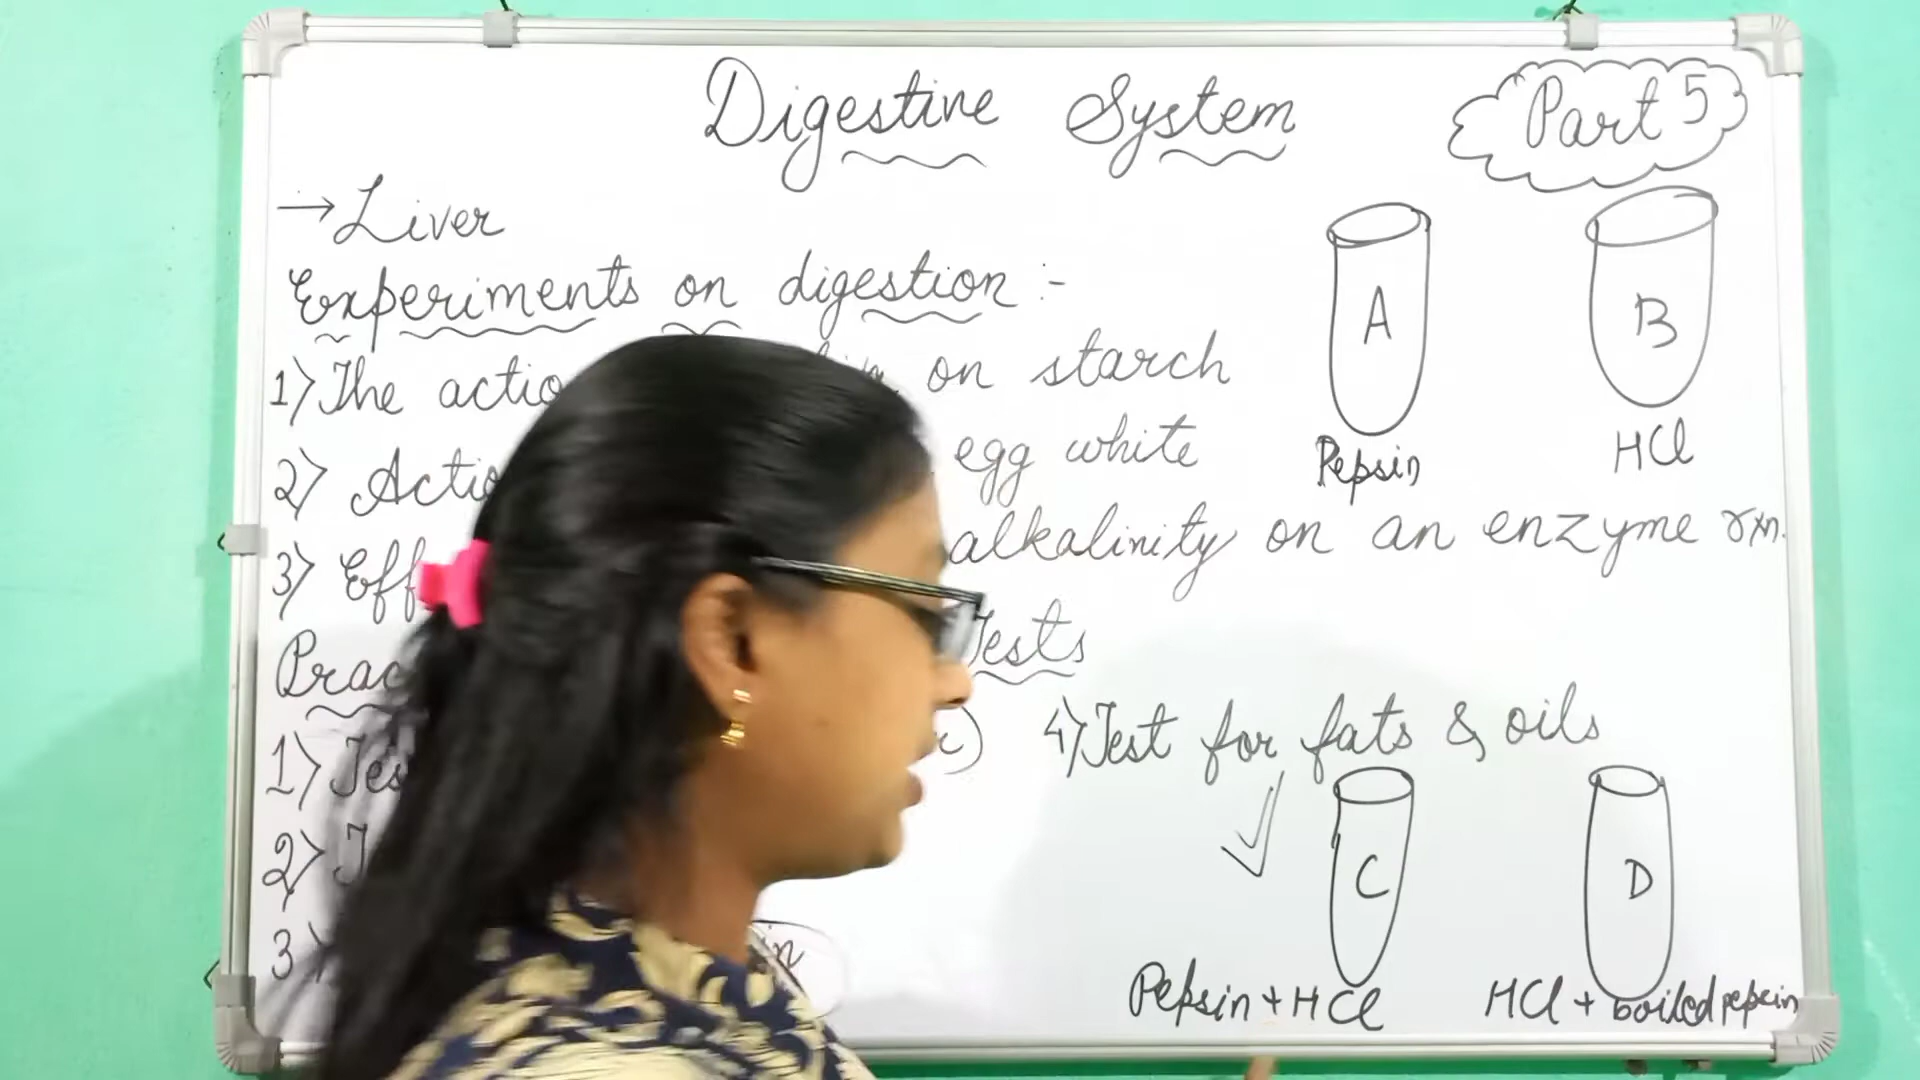 Digestive System
Part 5
→ Liver
Experiments on digestion :-
1) The actio on starch
2) Actio egg white
3) Eff alkalinity on an enzyme rxn.
A
Pepsin
B
HCl
Prac Tests
1) Tes
4) Test for fats & oils
2) T
3)
C
Pepsin + HCl
D
HCl + boiled pepsin